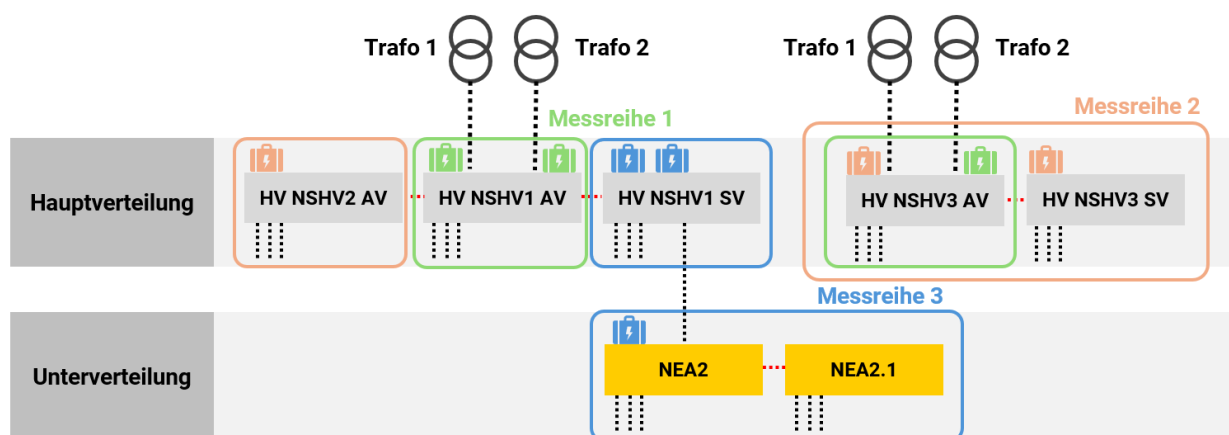 Trafo 1
Trafo 2
Trafo 1
Trafo 2
Messreihe 1
Messreihe 2
Hauptverteilung
HV NSHV2 AV
HV NSHV1 AV
HV NSHV1 SV
HV NSHV3 AV
HV NSHV3 SV
Messreihe 3
Unterverteilung
NEA2
NEA2.1